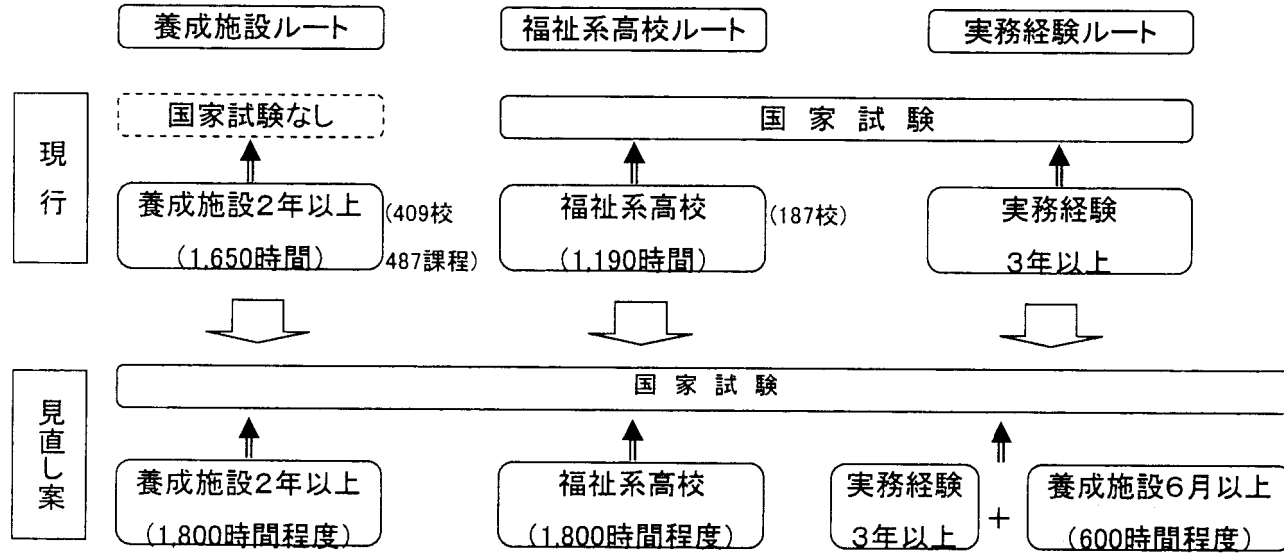 養成施設ルート
福祉系高校ルート
実務経験ルート
現行
国家試験なし
国家試験
養成施設2年以上
(1,650時間)
(409校
487課程)
福祉系高校
(1,190時間)
(187校)
実務経験
3年以上
見直し案
国家試験
養成施設2年以上
(1,800時間程度)
福祉系高校
(1,800時間程度)
実務経験
3年以上
+
養成施設6月以上
(600時間程度)